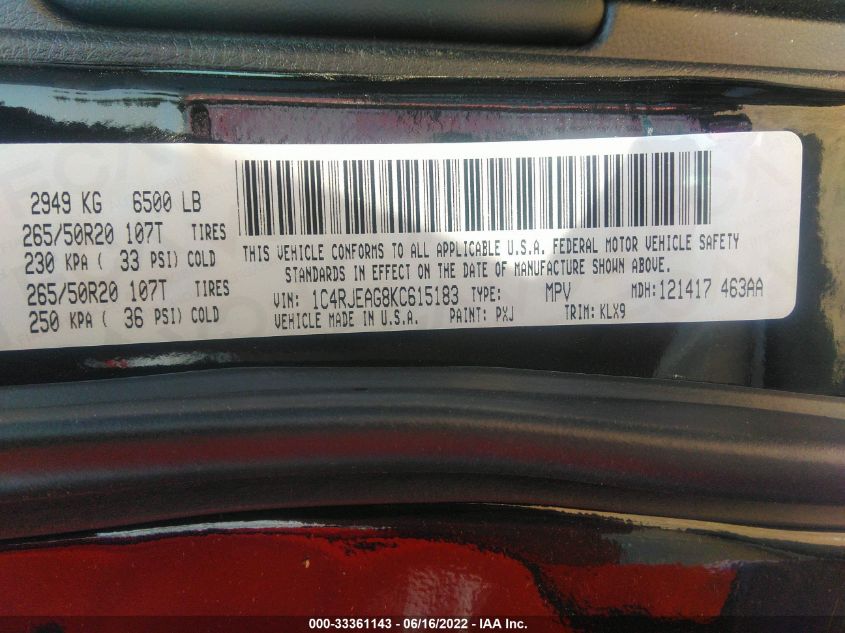 2949 KG 6500 LB
265/50R20 107T TIRES
230 KPA ( 33 PSI) COLD
265/50R20 107T TIRES
250 KPA ( 36 PSI) COLD
THIS VEHICLE CONFORMS TO ALL APPLICABLE U.S.A. FEDERAL MOTOR VEHICLE SAFETY
STANDARDS IN EFFECT ON THE DATE OF MANUFACTURE SHOWN ABOVE.
VIN: 1C4RJEAG8KC615183 TYPE: MPV MDH: 121417 463AA
VEHICLE MADE IN U.S.A. PAINT: PXJ TRIM: KLX9
000-33361143 - 06/16/2022 - IAA Inc.